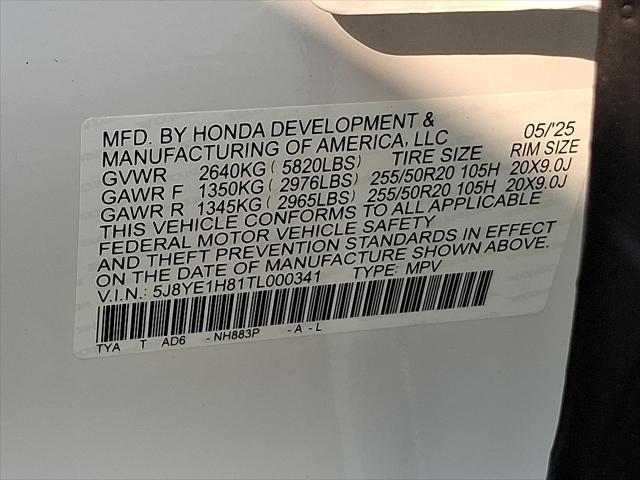 MFD. BY HONDA DEVELOPMENT & 05/'25
MANUFACTURING OF AMERICA, LLC RIM SIZE
GVWR 2640KG ( 5820LBS) TIRE SIZE
GAWR F 1350KG ( 2976LBS) 255/50R20 105H 20X9.0J
GAWR R 1345KG ( 2965LBS) 255/50R20 105H 20X9.0J
THIS VEHICLE CONFORMS TO ALL APPLICABLE
FEDERAL MOTOR VEHICLE SAFETY
AND THEFT PREVENTION STANDARDS IN EFFECT
ON THE DATE OF MANUFACTURE SHOWN ABOVE.
V.I.N.: 5J8YE1H81TL000341 TYPE: MPV
TYA T AD6 - NH883P - A - L